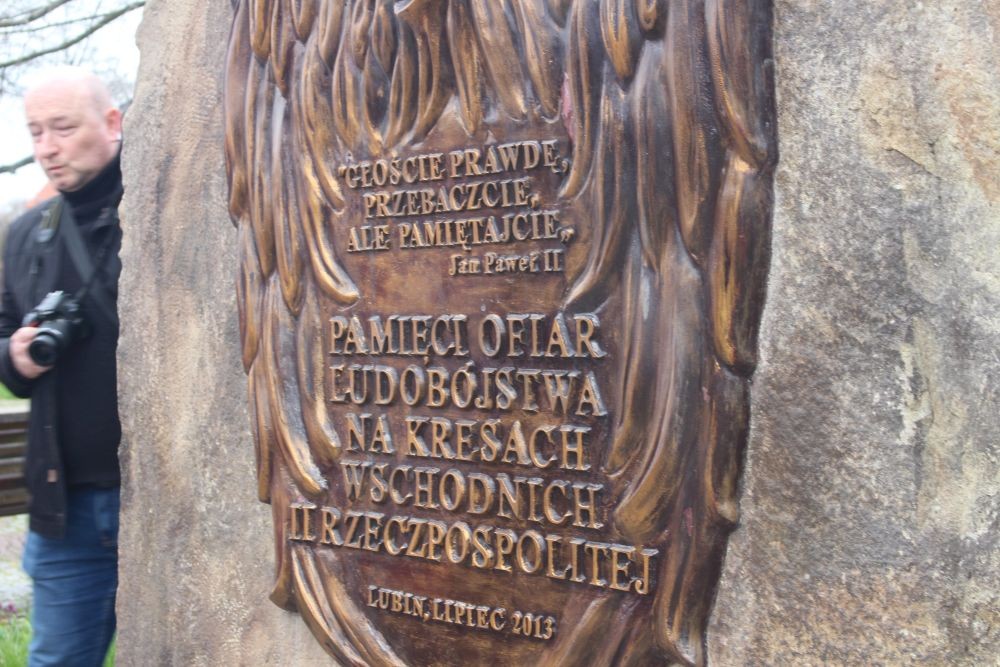 "GŁOŚCIE PRAWDĘ,
PRZEBACZCIE,
ALE PAMIĘTAJCIE„
Jan Paweł II
PAMIĘCI OFIAR
LUDOBÓJSTWA
NA KRESACH
WSCHODNICH
II RZECZPOSPOLITEJ
LUBIN, LIPIEC 2013